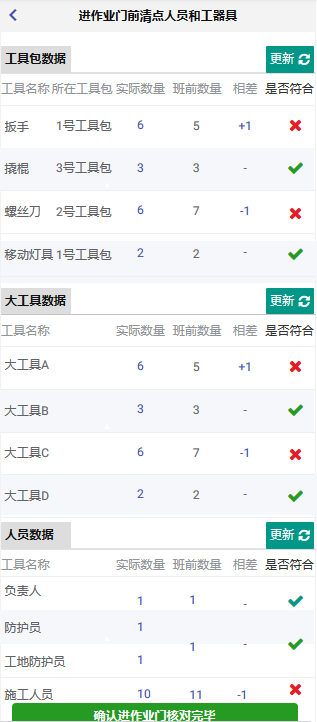 进作业门前清点人员和工器具
工具包数据 更新
工具名称 所在工具包 实际数量 班前数量 相差 是否符合
扳手 1号工具包 6 5 +1
撬棍 3号工具包 3 3 -
螺丝刀 2号工具包 6 7 -1
移动灯具 1号工具包 2 2 -
大工具数据 更新
工具名称 实际数量 班前数量 相差 是否符合
大工具A 6 5 +1
大工具B 3 3 -
大工具C 6 7 -1
大工具D 2 2 -
人员数据 更新
工具名称 实际数量 班前数量 相差 是否符合
负责人 1 1 -
防护员 1
1 -
工地防护员 1
施工人员 10 11 -1
确认进作业门核对完毕